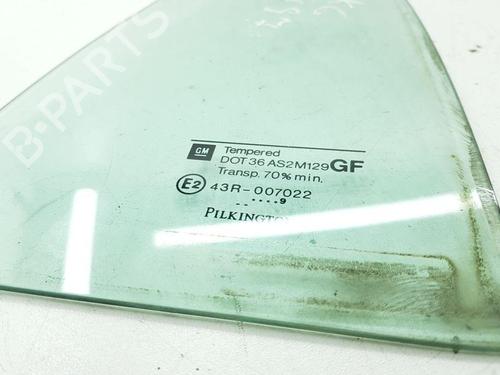 B-PARTS
GM
Tempered
DOT 36 AS2M129 GF
Transp. 70% min.
E2 43R-007022
....9
PILKINGTON